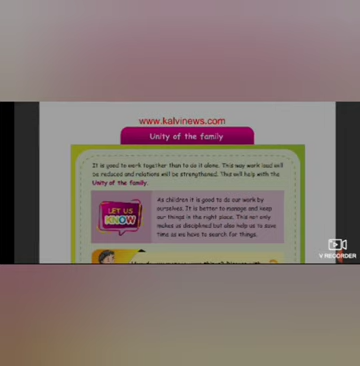 www.kalvinews.com
Unity of the family
It is good to work together than to do it alone. This way work load will
be reduced and relations will be strengthened. This will help with the
Unity of the family.
LET US
KNOW
As children it is good to do our work by
ourselves. It is better to manage and keep
our things in the right place. This not only
makes us disciplined but also help us to save
time as we have to search for things.
V RECORDER